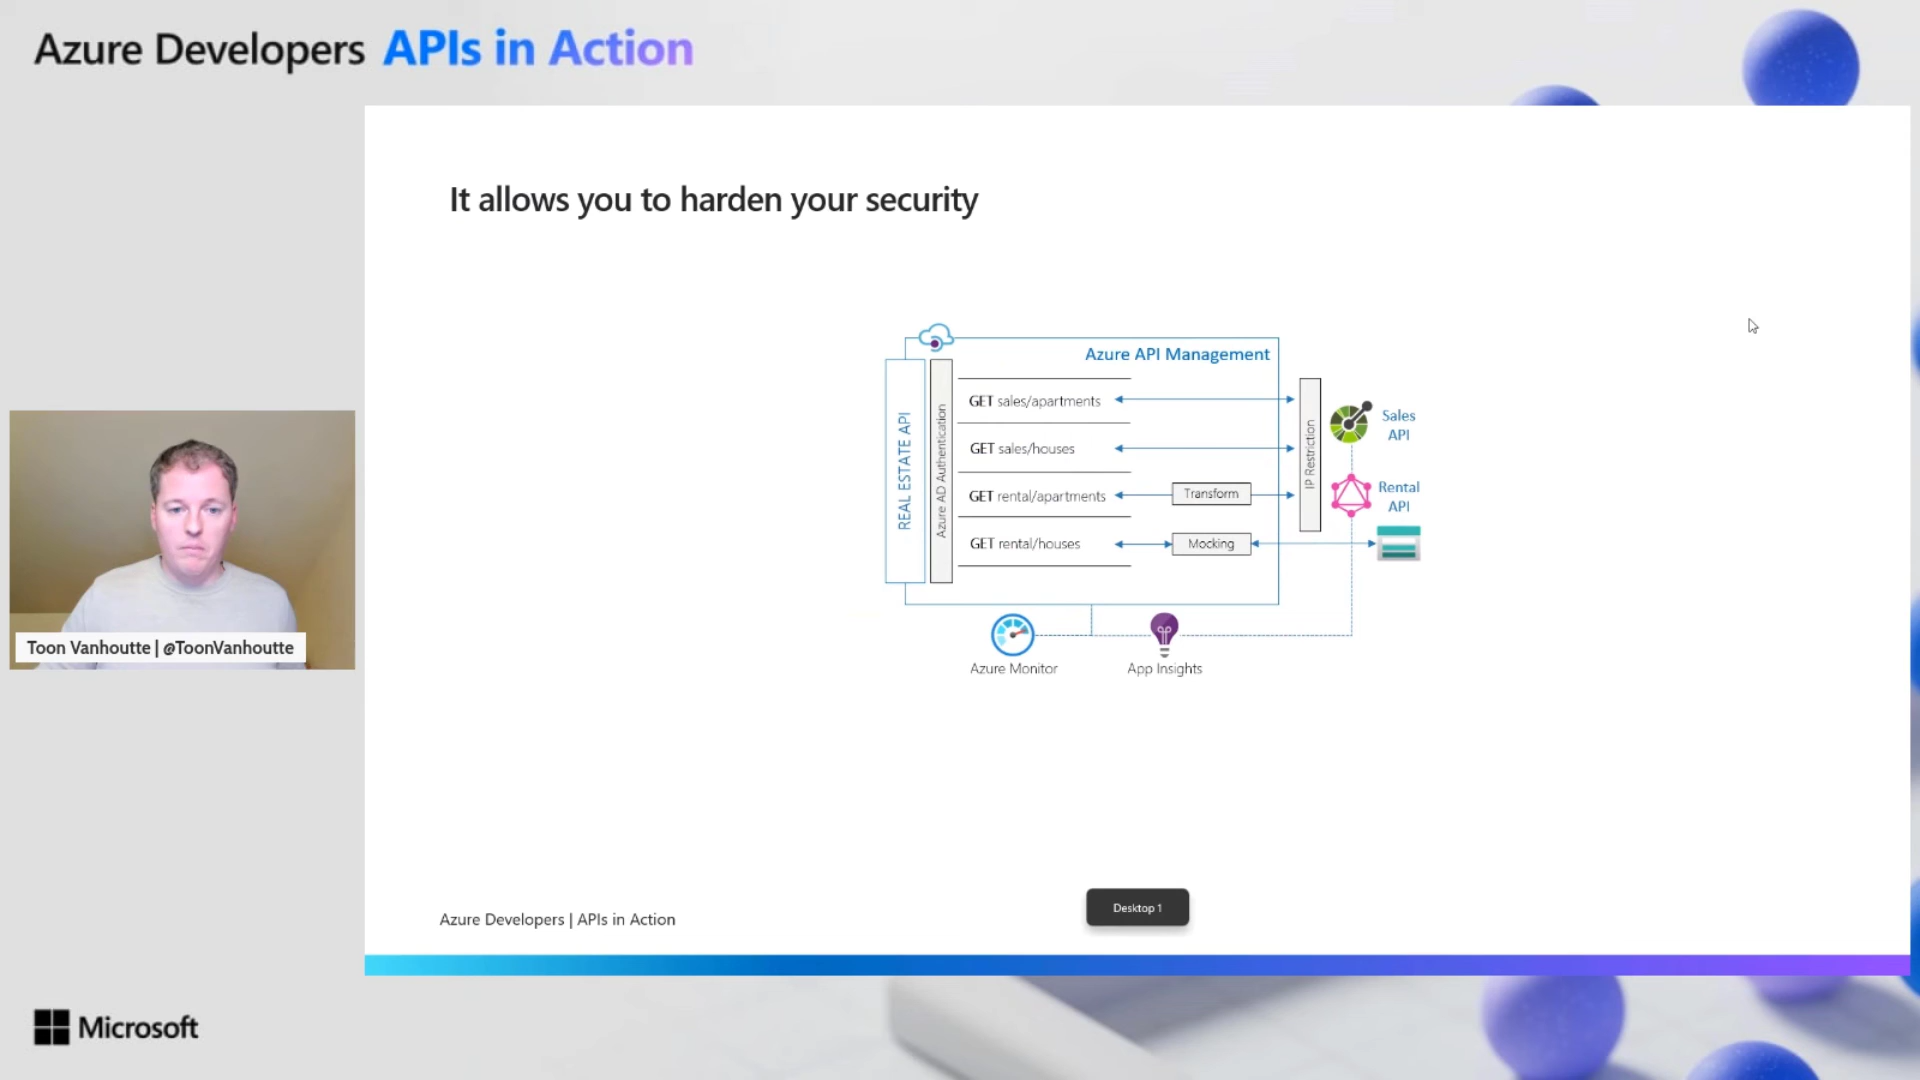 Azure Developers APIs in Action
It allows you to harden your security
Azure API Management
REAL ESTATE API
Azure AD Authentication
GET sales/apartments
GET sales/houses
GET rental/apartments
Transform
GET rental/houses
Mocking
IP Restriction
Sales
API
Rental
API
Azure Monitor
App Insights
Toon Vanhoutte | @ToonVanhoutte
Desktop 1
Azure Developers | APIs in Action
Microsoft